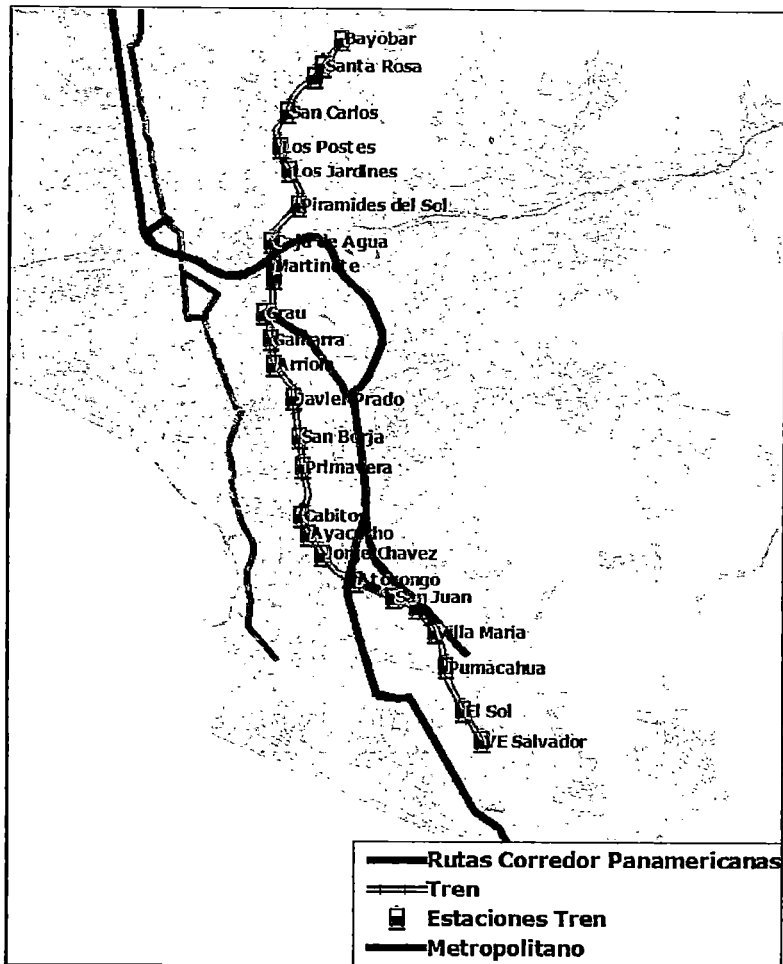 Bayobar
Santa Rosa
San Carlos
Los Postes
Los Jardines
Piramides del Sol
Caja de Agua
Martinete
Grau
Gamarra
Arriola
Javier Prado
San Borja
Primavera
Cabitos
Ayacucho
Jorge Chavez
Atocongo
San Juan
Villa Maria
Pumacahua
El Sol
VE Salvador
Rutas Corredor Panamericanas
Tren
Estaciones Tren
Metropolitano